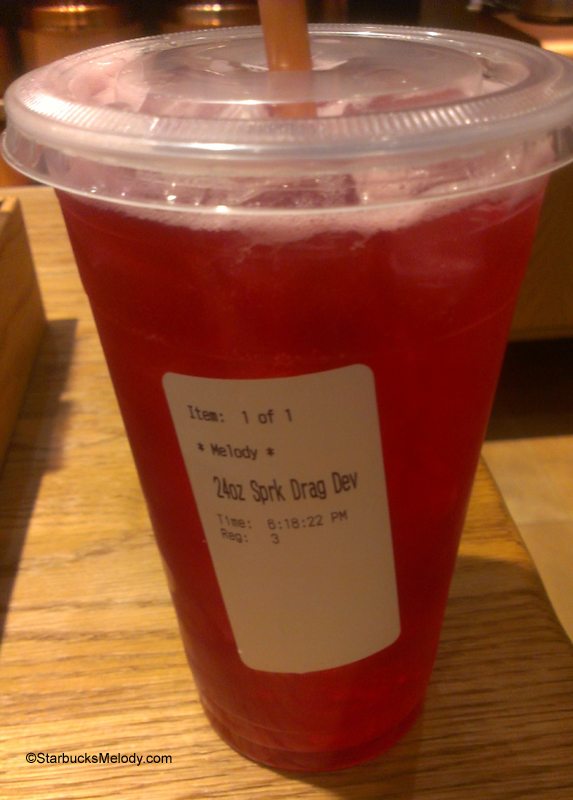 Item: 1 of 1
* Melody *
24oz Sprk Drag Dev
Time: 6:18:22 PM
Reg: 3
©StarbucksMelody.com